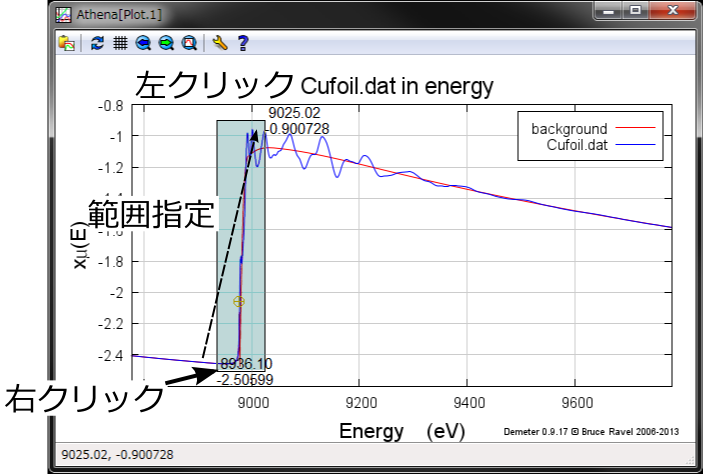 Athena[Plot.1]
左クリック
Cufoil.dat in energy
9025.02
-0.900728
background
Cufoil.dat
-0.8
-1
-1.2
-1.4
-1.6
-1.8
-2
-2.2
-2.4
範囲指定
xμ(E)
8936.10
-2.50599
右クリック
9000
9200
9400
9600
Energy (eV)
Demeter 0.9.17 © Bruce Ravel 2006-2013
9025.02, -0.900728